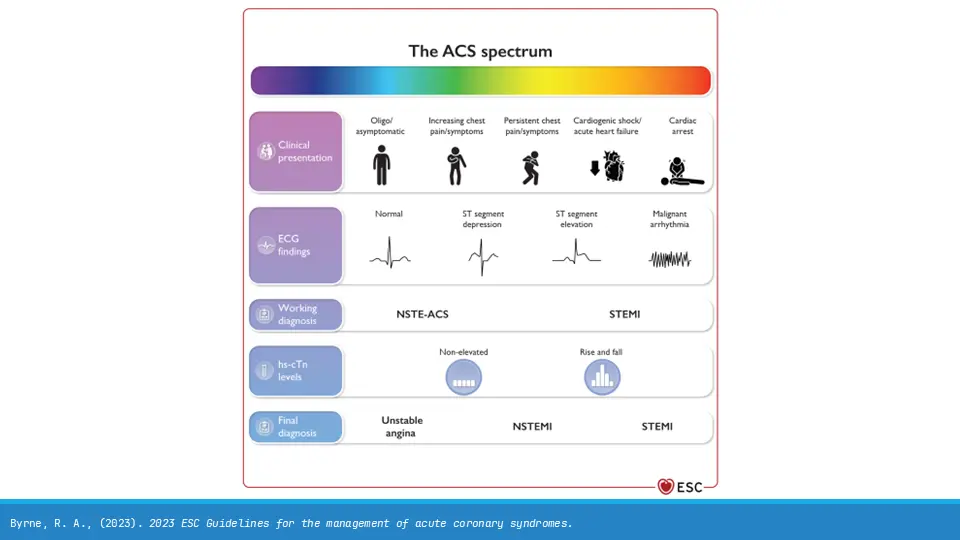 The ACS spectrum
Clinical
presentation
Oligo/
asymptomatic
Increasing chest
pain/symptoms
Persistent chest
pain/symptoms
Cardiogenic shock/
acute heart failure
Cardiac
arrest
ECG
findings
Normal
ST segment
depression
ST segment
elevation
Malignant
arrhythmia
Working
diagnosis
NSTE-ACS
STEMI
hs-cTn
levels
Non-elevated
Rise and fall
Final
diagnosis
Unstable
angina
NSTEMI
STEMI
ESC
Byrne, R. A., (2023). 2023 ESC Guidelines for the management of acute coronary syndromes.